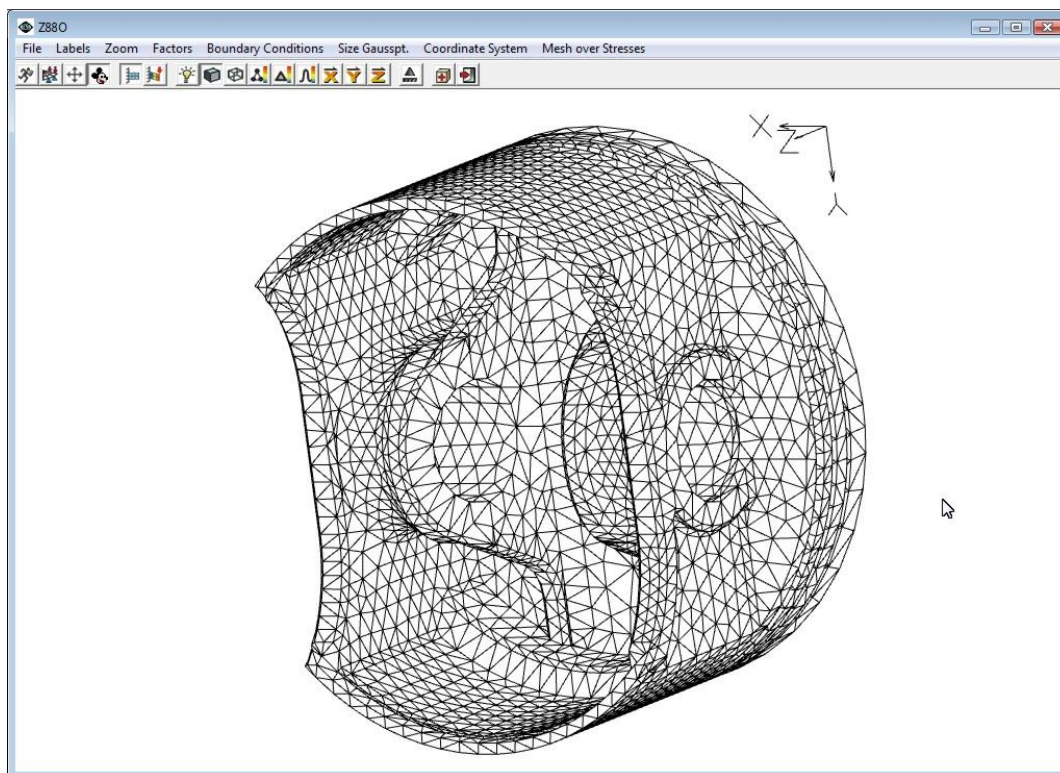 Z88O
File Labels Zoom Factors Boundary Conditions Size Gausspt. Coordinate System Mesh over Stresses
X Y Z
X
Z
Y